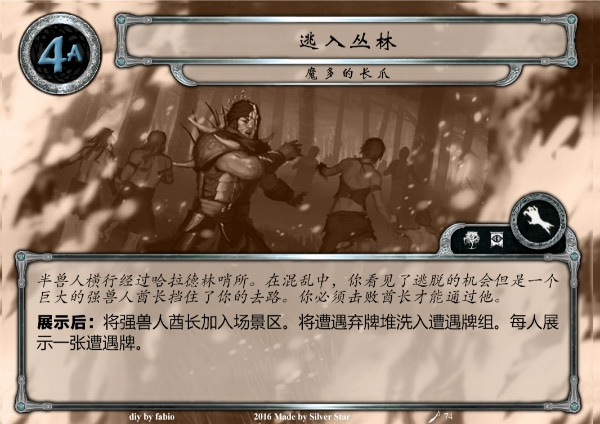 4A
逃入丛林
魔多的长爪
半兽人横行经过哈拉德林哨所。在混乱中，你看见了逃脱的机会但是一个
巨大的强兽人酋长挡住了你的去路。你必须击败酋长才能通过他。
展示后：将强兽人酋长加入场景区。将遭遇弃牌堆洗入遭遇牌组。每人展
示一张遭遇牌。
diy by fabio 2016 Made by Silver Star 74